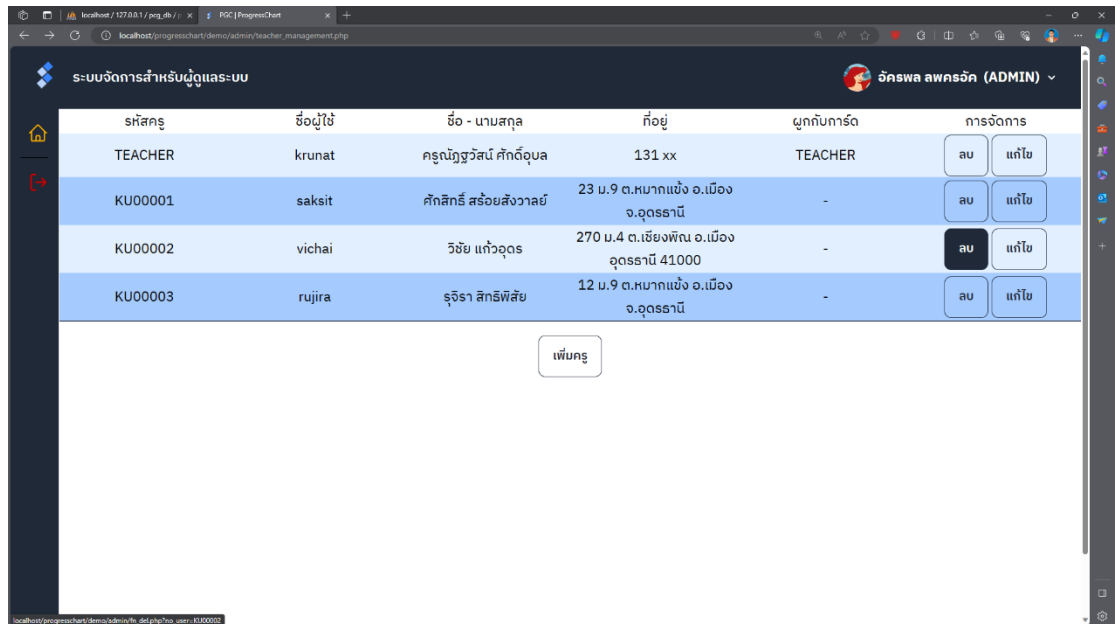 localhost / 127.0.0.1 / pcg_db / p
PGC | ProgressChart
localhost/progresschart/demo/admin/teacher_management.php
ระบบจัดการสำหรับผู้ดูแลระบบ
อัครพล ลพครอัค (ADMIN)
รหัสครู ชื่อผู้ใช้ ชื่อ - นามสกุล ที่อยู่ ผูกกับการ์ด การจัดการ
TEACHER krunat ครูณัฎฐวัสน์ ศักดิ์อุบล 131 xx TEACHER ลบ แก้ไข
KU00001 saksit ศักสิทธิ์ สร้อยสังวาลย์ 23 ม.9 ต.หมากแข้ง อ.เมือง
จ.อุดรธานี - ลบ แก้ไข
KU00002 vichai วิชัย แก้วอุดร 270 ม.4 ต.เชียงพิณ อ.เมือง
อุดรธานี 41000 - ลบ แก้ไข
KU00003 rujira รุจิรา สิทธิพิสัย 12 ม.9 ต.หมากแข้ง อ.เมือง
จ.อุดรธานี - ลบ แก้ไข
เพิ่มครู
localhost/progresschart/demo/admin/fn_del.php?no_user=KU00002